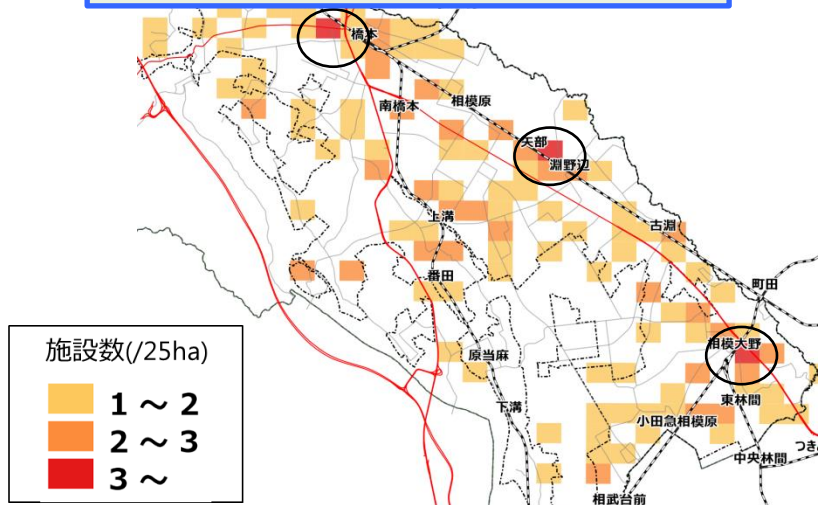 橋本
相模原
南橋本
矢部
淵野辺
上溝
古淵
番田
町田
相模大野
原当麻
東林間
下溝
小田急相模原
つき
中央林間
相武台前
施設数(/25ha)
1 ～ 2
2 ～ 3
3 ～